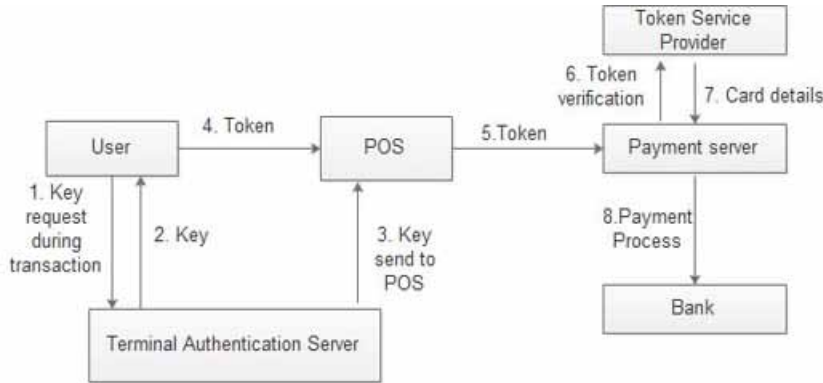 Token Service
Provider
6. Token
verification
7. Card details
User
4. Token
POS
5.Token
Payment server
1. Key
request
during
transaction
2. Key
3. Key
send to
POS
8.Payment
Process
Terminal Authentication Server
Bank